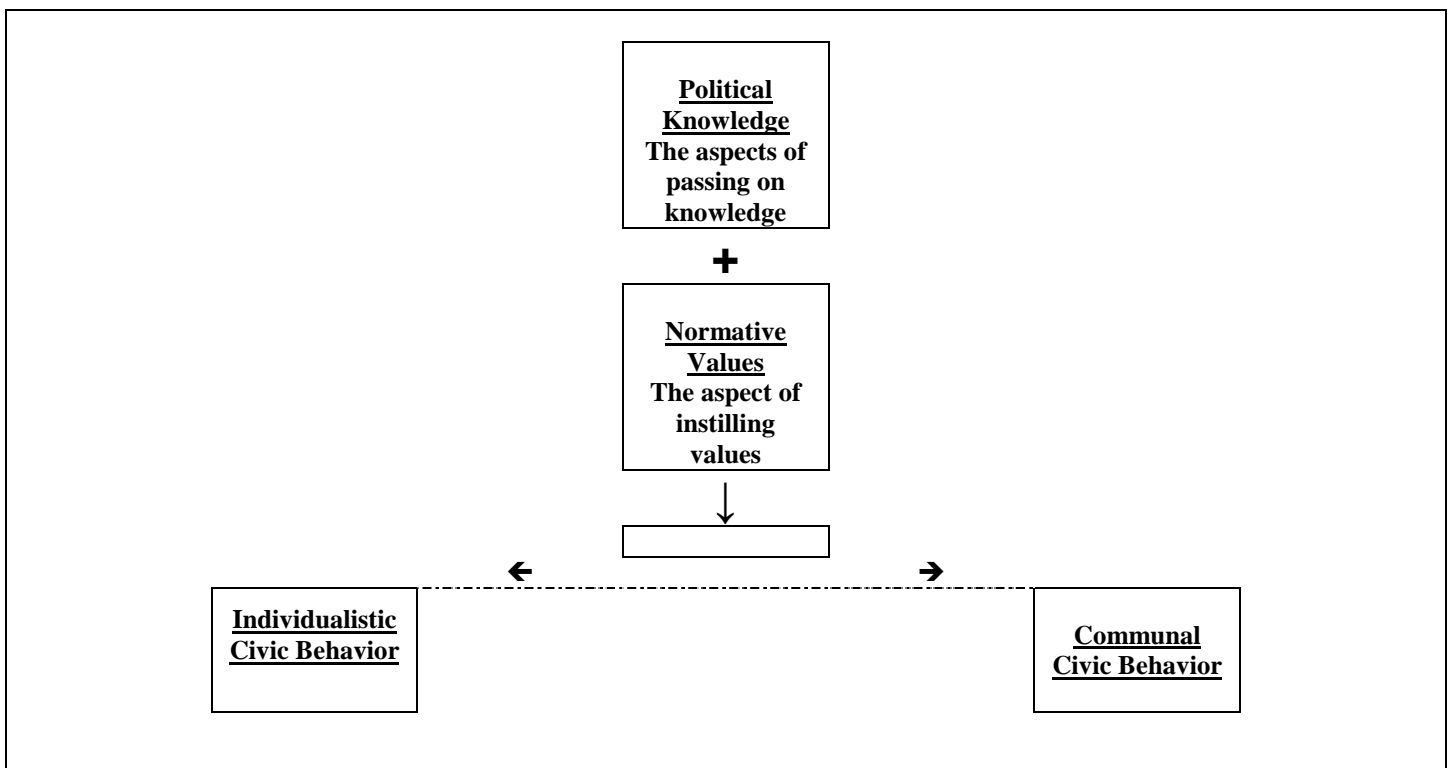 Political
Knowledge
The aspects of
passing on
knowledge
+
Normative
Values
The aspect of
instilling
values
↓
← →
Individualistic
Civic Behavior
Communal
Civic Behavior